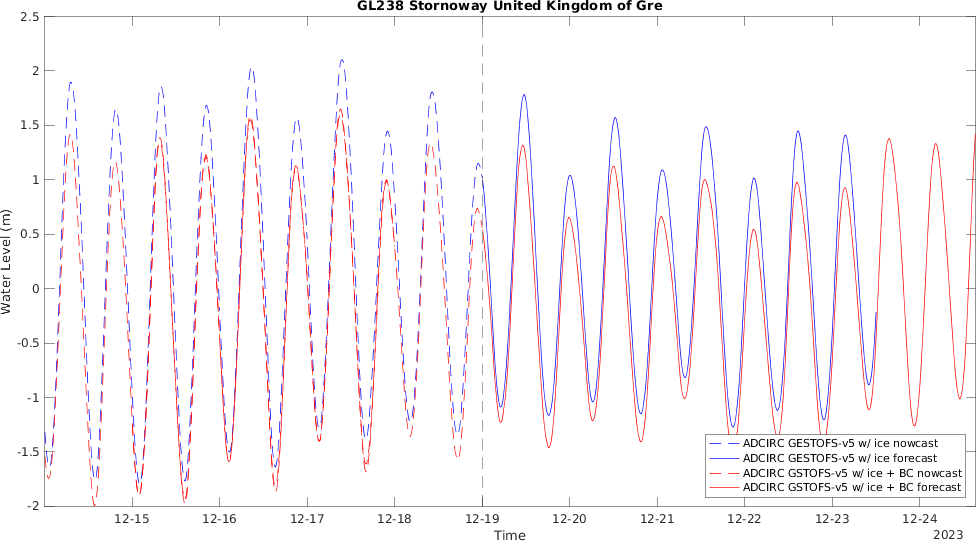 GL238 Stornoway United Kingdom of Gre
Water Level (m)
2.5
2
1.5
1
0.5
0
-0.5
-1
-1.5
-2
12-15 12-16 12-17 12-18 12-19 12-20 12-21 12-22 12-23 12-24
Time
2023
ADCIRC GESTOFS-v5 w/ ice nowcast
ADCIRC GESTOFS-v5 w/ ice forecast
ADCIRC GSTOFS-v5 w/ ice + BC nowcast
ADCIRC GSTOFS-v5 w/ ice + BC forecast